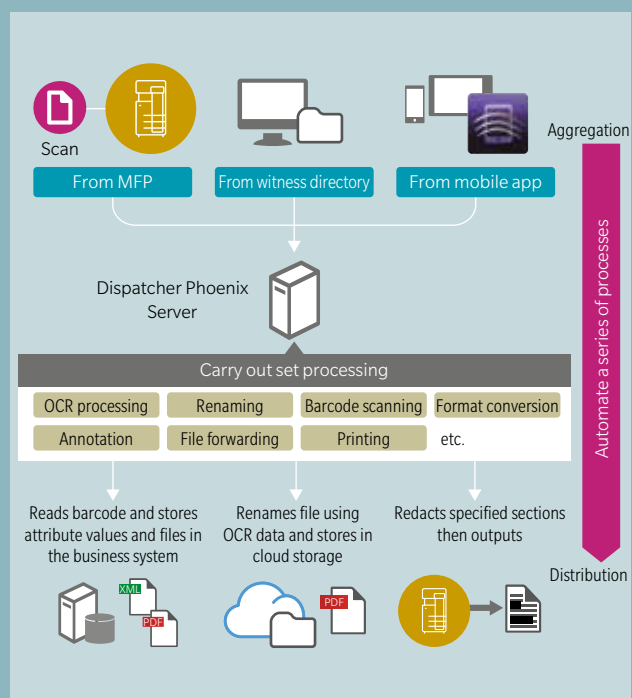 Scan
Aggregation
From MFP
From witness directory
From mobile app
Automate a series of processes
Dispatcher Phoenix
Server
Carry out set processing
OCR processing
Renaming
Barcode scanning
Format conversion
Annotation
File forwarding
Printing
etc.
Reads barcode and stores
attribute values and files in
the business system
Renames file using
OCR data and stores in
cloud storage
Redacts specified sections
then outputs
Distribution
XML
PDF
PDF